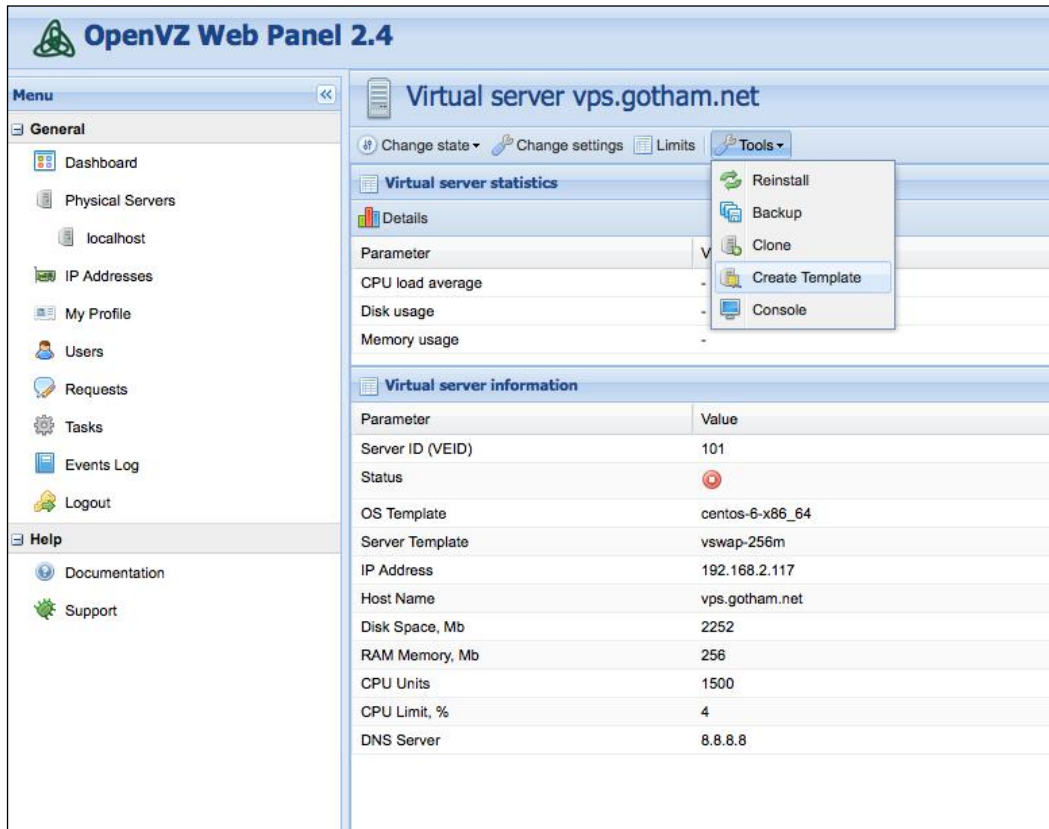 OpenVZ Web Panel 2.4
Menu
General
Dashboard
Physical Servers
localhost
IP Addresses
My Profile
Users
Requests
Tasks
Events Log
Logout
Help
Documentation
Support
Virtual server vps.gotham.net
Change state Change settings Limits Tools
Reinstall
Backup
Clone
Create Template
Console
Virtual server statistics
Details
Parameter V
CPU load average -
Disk usage -
Memory usage -
Virtual server information
Parameter Value
Server ID (VEID) 101
Status
OS Template centos-6-x86_64
Server Template vswap-256m
IP Address 192.168.2.117
Host Name vps.gotham.net
Disk Space, Mb 2252
RAM Memory, Mb 256
CPU Units 1500
CPU Limit, % 4
DNS Server 8.8.8.8